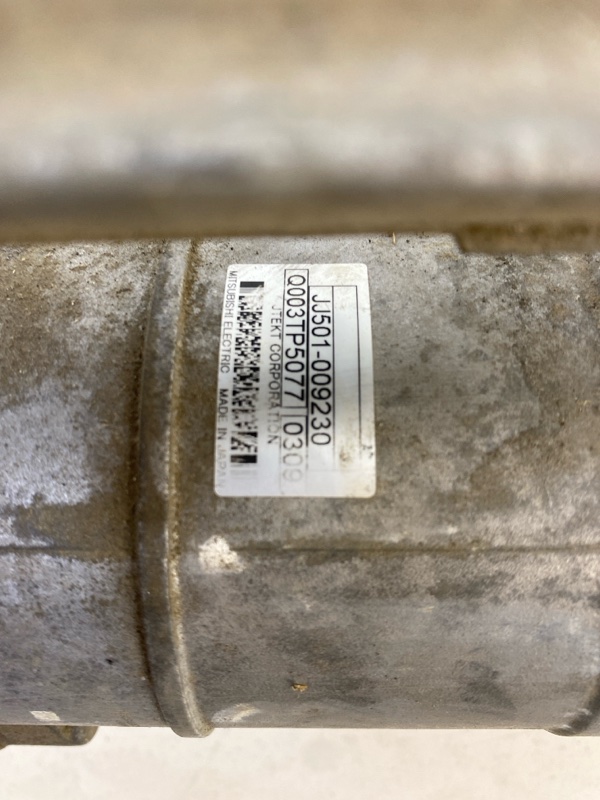 JJ501-009230
Q003TP5077 0309
JTEKT CORPORATION
MITSUBISHI ELECTRIC MADE IN JAPAN